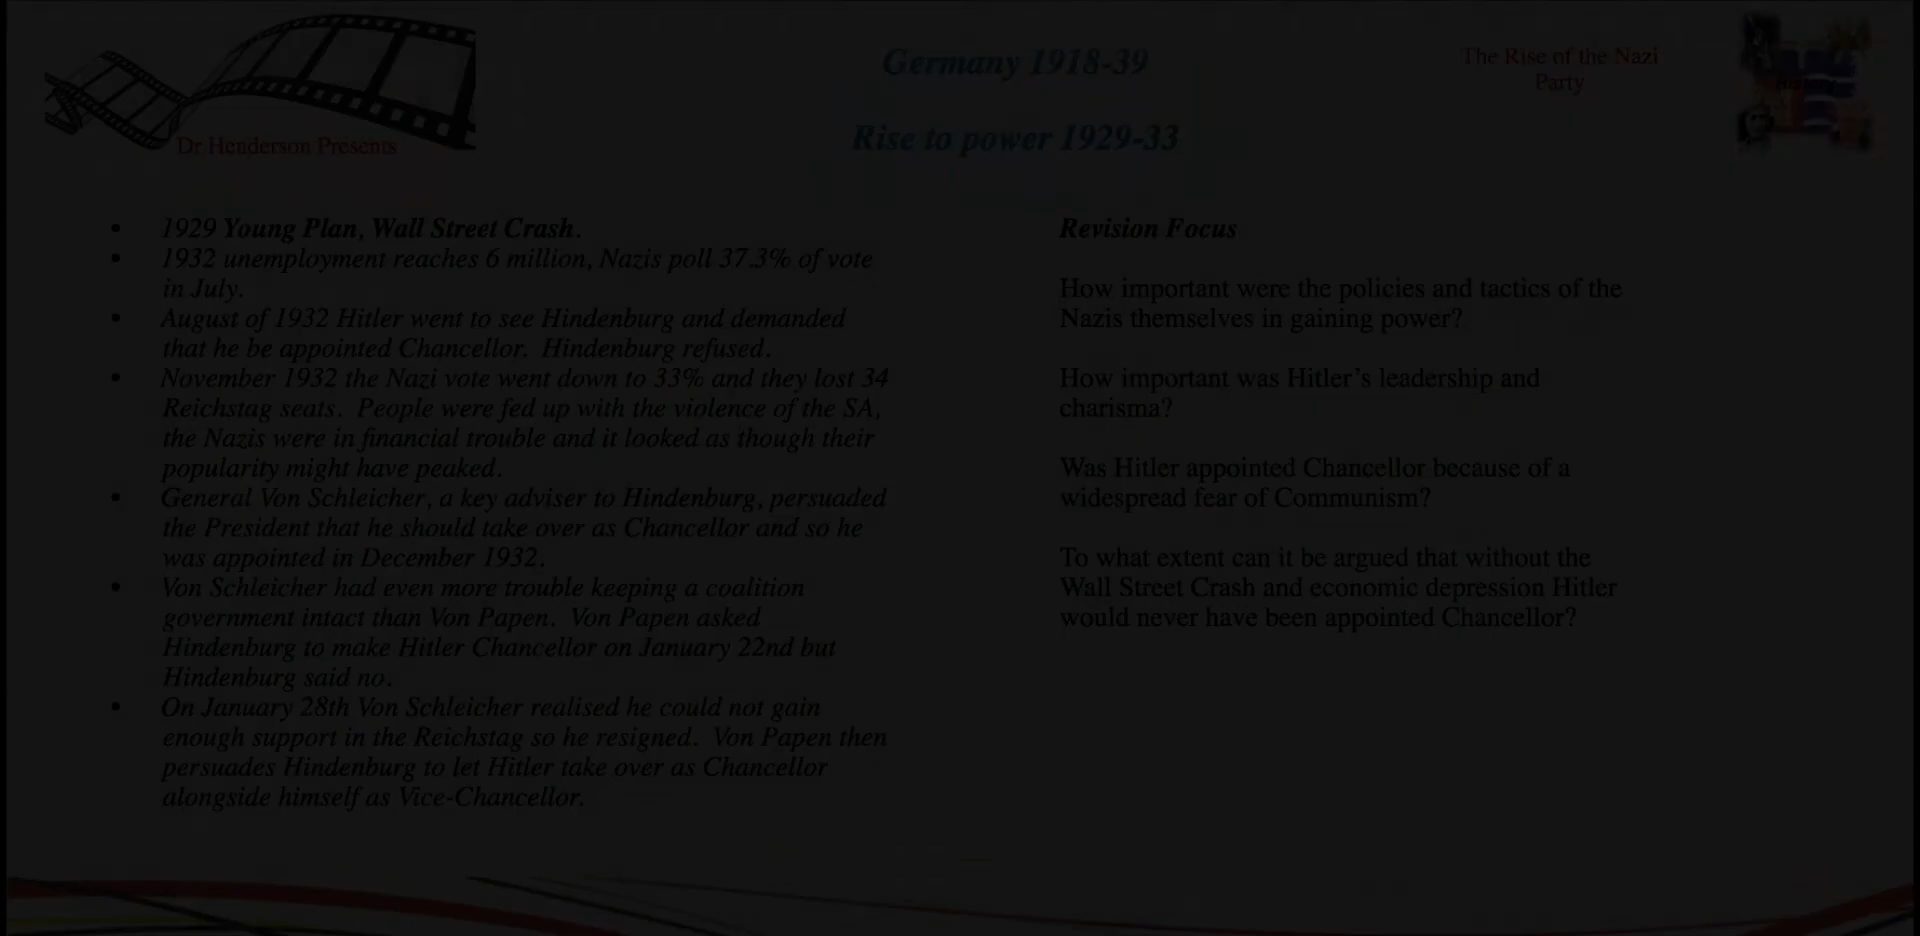 Germany 1918-39
The Rise of the Nazi
Party
History
Dr Henderson Presents
Rise to power 1929-33
• 1929 Young Plan, Wall Street Crash.
• 1932 unemployment reaches 6 million, Nazis poll 37.3% of vote
in July.
• August of 1932 Hitler went to see Hindenburg and demanded
that he be appointed Chancellor. Hindenburg refused.
• November 1932 the Nazi vote went down to 33% and they lost 34
Reichstag seats. People were fed up with the violence of the SA,
the Nazis were in financial trouble and it looked as though their
popularity might have peaked.
• General Von Schleicher, a key adviser to Hindenburg, persuaded
the President that he should take over as Chancellor and so he
was appointed in December 1932.
• Von Schleicher had even more trouble keeping a coalition
government intact than Von Papen. Von Papen asked
Hindenburg to make Hitler Chancellor on January 22nd but
Hindenburg said no.
• On January 28th Von Schleicher realised he could not gain
enough support in the Reichstag so he resigned. Von Papen then
persuades Hindenburg to let Hitler take over as Chancellor
alongside himself as Vice-Chancellor.
Revision Focus
How important were the policies and tactics of the
Nazis themselves in gaining power?
How important was Hitler's leadership and
charisma?
Was Hitler appointed Chancellor because of a
widespread fear of Communism?
To what extent can it be argued that without the
Wall Street Crash and economic depression Hitler
would never have been appointed Chancellor?